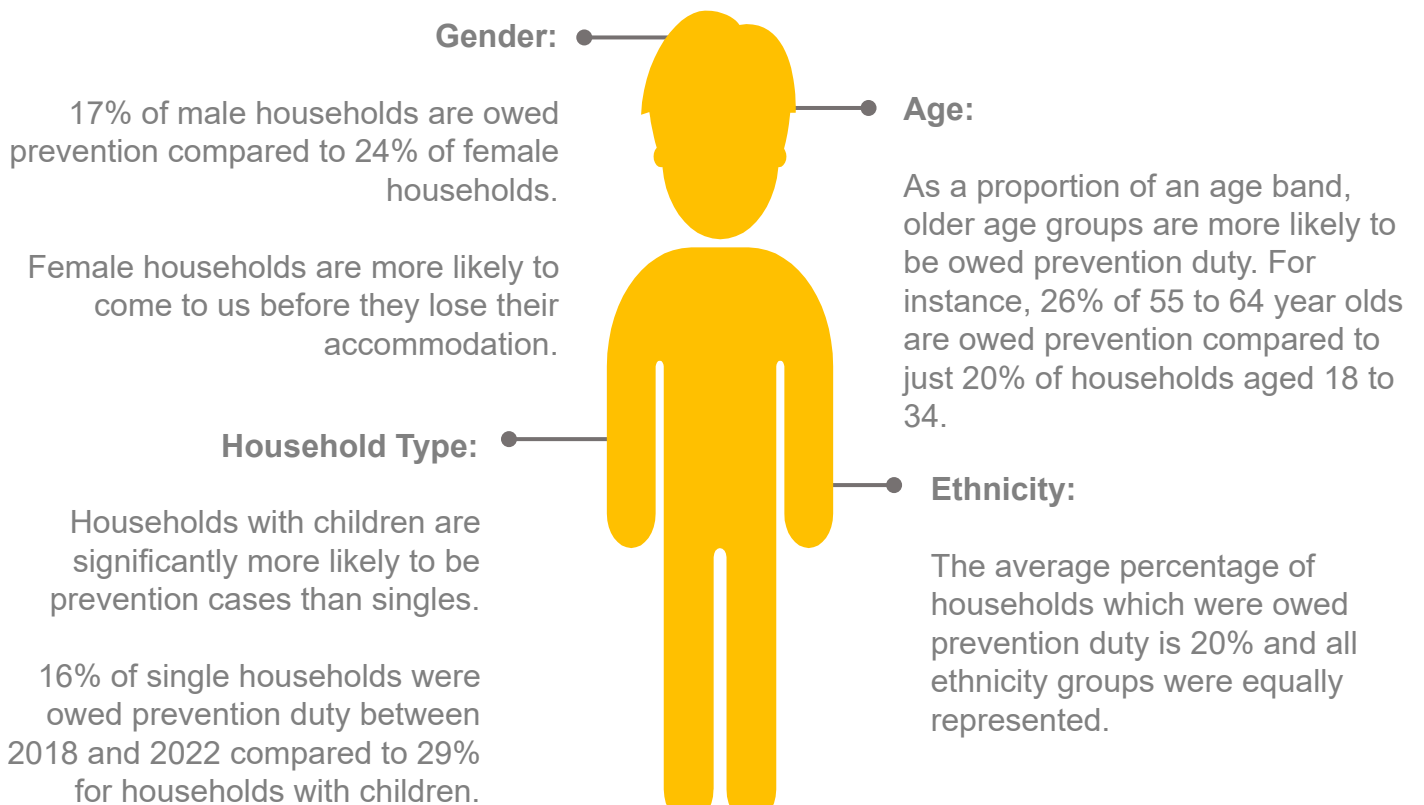 Gender:
17% of male households are owed
prevention compared to 24% of female
households.
Female households are more likely to
come to us before they lose their
accommodation.
Age:
As a proportion of an age band,
older age groups are more likely to
be owed prevention duty. For
instance, 26% of 55 to 64 year olds
are owed prevention compared to
just 20% of households aged 18 to
34.
Household Type:
Households with children are
significantly more likely to be
prevention cases than singles.
16% of single households were
owed prevention duty between
2018 and 2022 compared to 29%
for households with children.
Ethnicity:
The average percentage of
households which were owed
prevention duty is 20% and all
ethnicity groups were equally
represented.